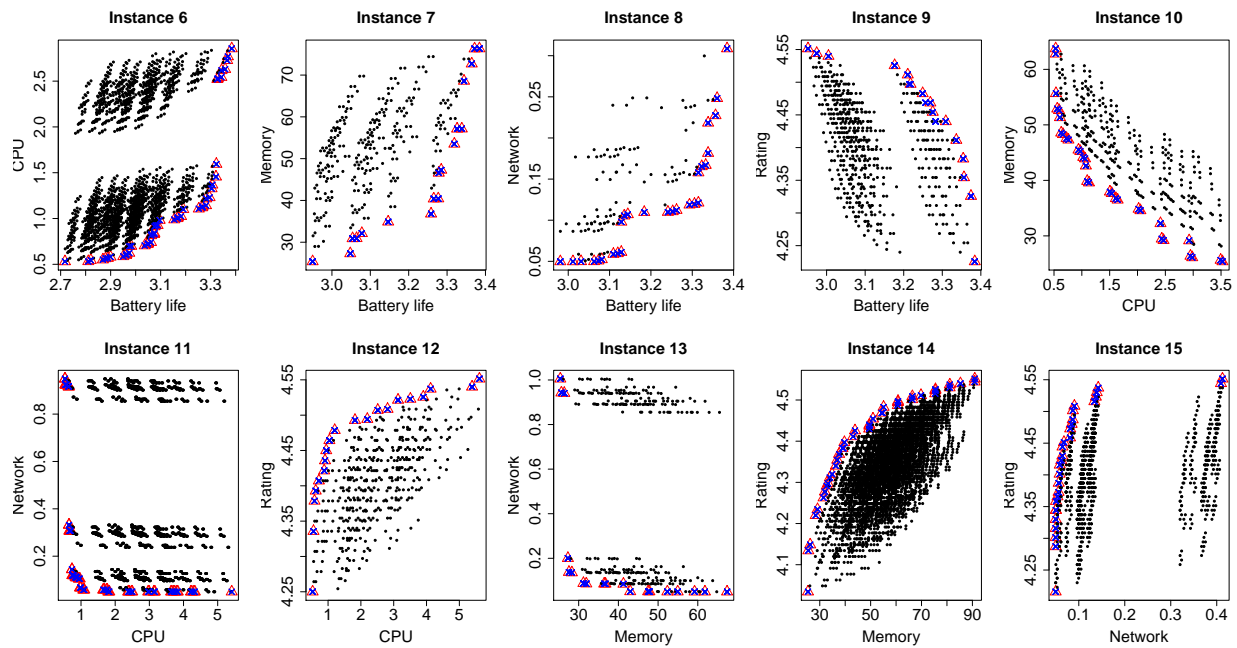 Instance 6
CPU
0.5 1.0 1.5 2.0 2.5
2.7 2.9 3.1 3.3
Battery life
Instance 7
Memory
30 40 50 60 70
3.0 3.1 3.2 3.3 3.4
Battery life
Instance 8
Network
0.05 0.15 0.25
3.0 3.1 3.2 3.3 3.4
Battery life
Instance 9
Rating
4.25 4.35 4.45 4.55
3.0 3.1 3.2 3.3 3.4
Battery life
Instance 10
Memory
30 40 50 60
0.5 1.5 2.5 3.5
CPU
Instance 11
Network
0.2 0.4 0.6 0.8
1 2 3 4 5
CPU
Instance 12
Rating
4.25 4.35 4.45 4.55
1 2 3 4 5
CPU
Instance 13
Network
0.2 0.4 0.6 0.8 1.0
30 40 50 60
Memory
Instance 14
Rating
4.1 4.2 4.3 4.4 4.5
30 50 70 90
Memory
Instance 15
Rating
4.25 4.35 4.45 4.55
0.1 0.2 0.3 0.4
Network